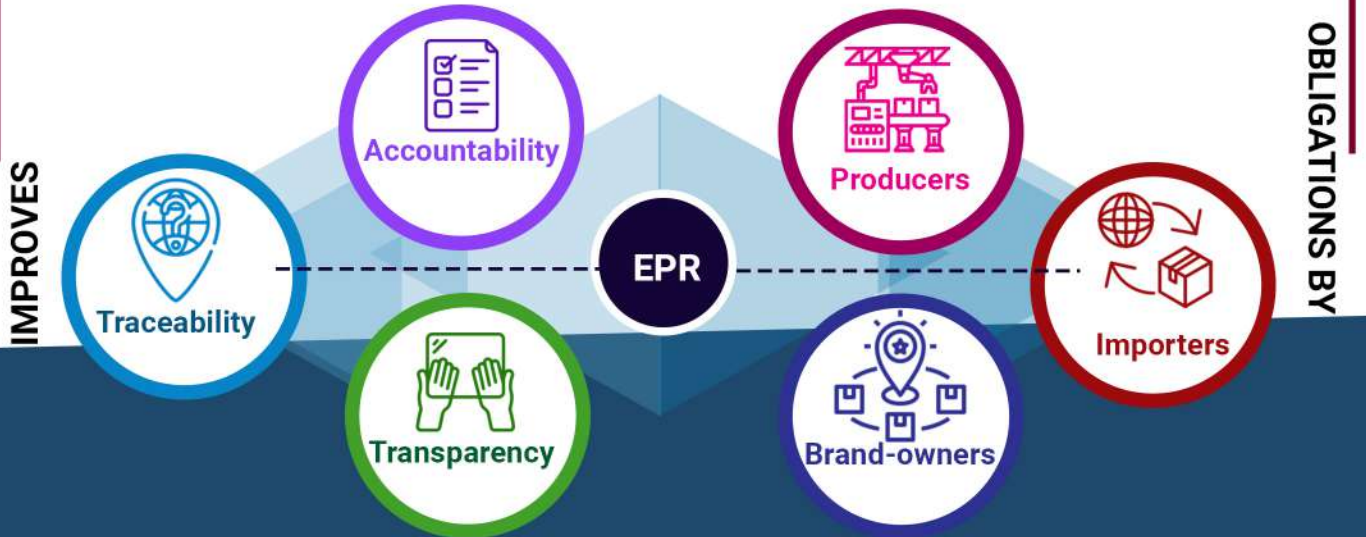 IMPROVES
Accountability
Traceability
Transparency
EPR
Producers
Importers
Brand-owners
OBLIGATIONS BY